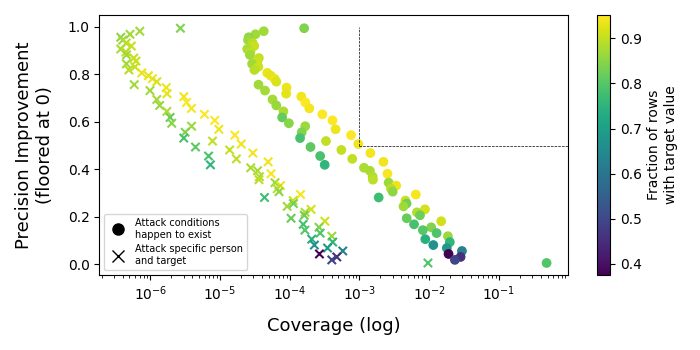 Precision Improvement
(floored at 0)
1.0
0.8
0.6
0.4
0.2
0.0
Attack conditions
happen to exist
Attack specific person
and target
10⁻⁶
10⁻⁵
10⁻⁴
10⁻³
10⁻²
10⁻¹
Coverage (log)
0.9
0.8
0.7
0.6
0.5
0.4
Fraction of rows
with target value